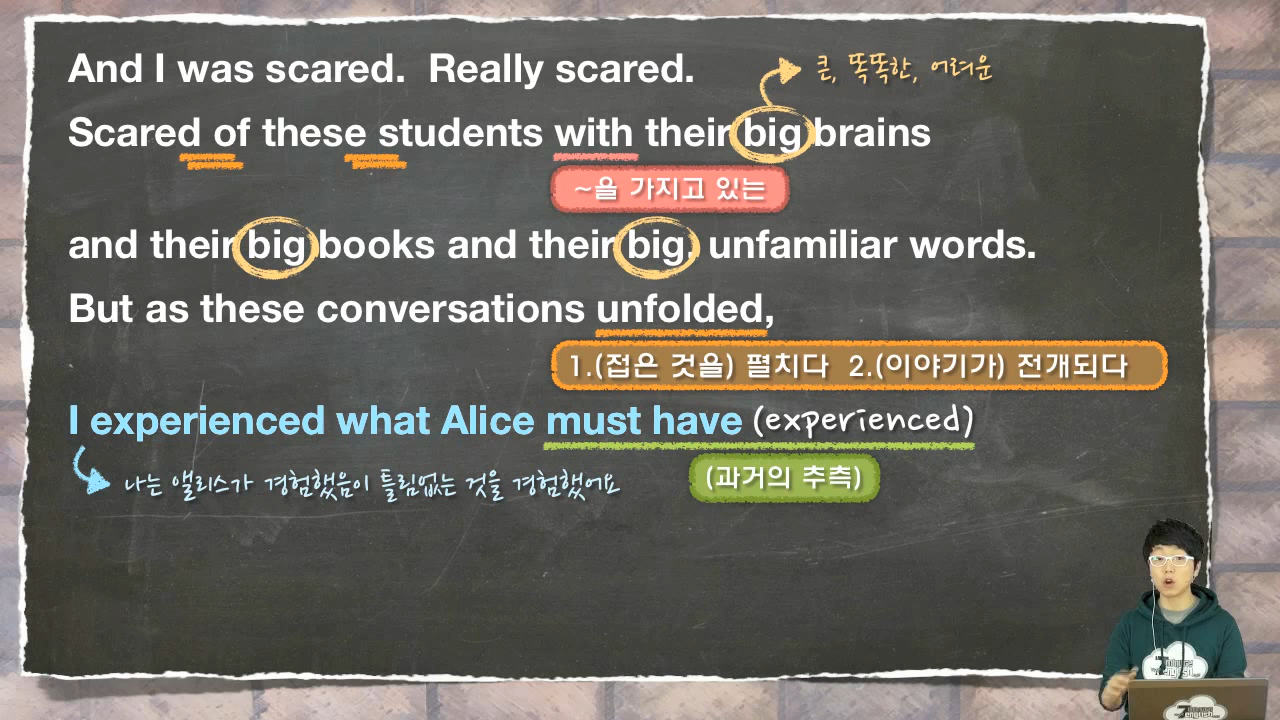 And I was scared. Really scared.
큰, 똑똑한, 어려운
Scared of these students with their big brains
~을 가지고 있는
and their big books and their big, unfamiliar words.
But as these conversations unfolded,
1.(접은 것을) 펼치다 2.(이야기가) 전개되다
I experienced what Alice must have (experienced)
나는 앨리스가 경험했음이 틀림없는 것을 경험했어요
(과거의 추측)